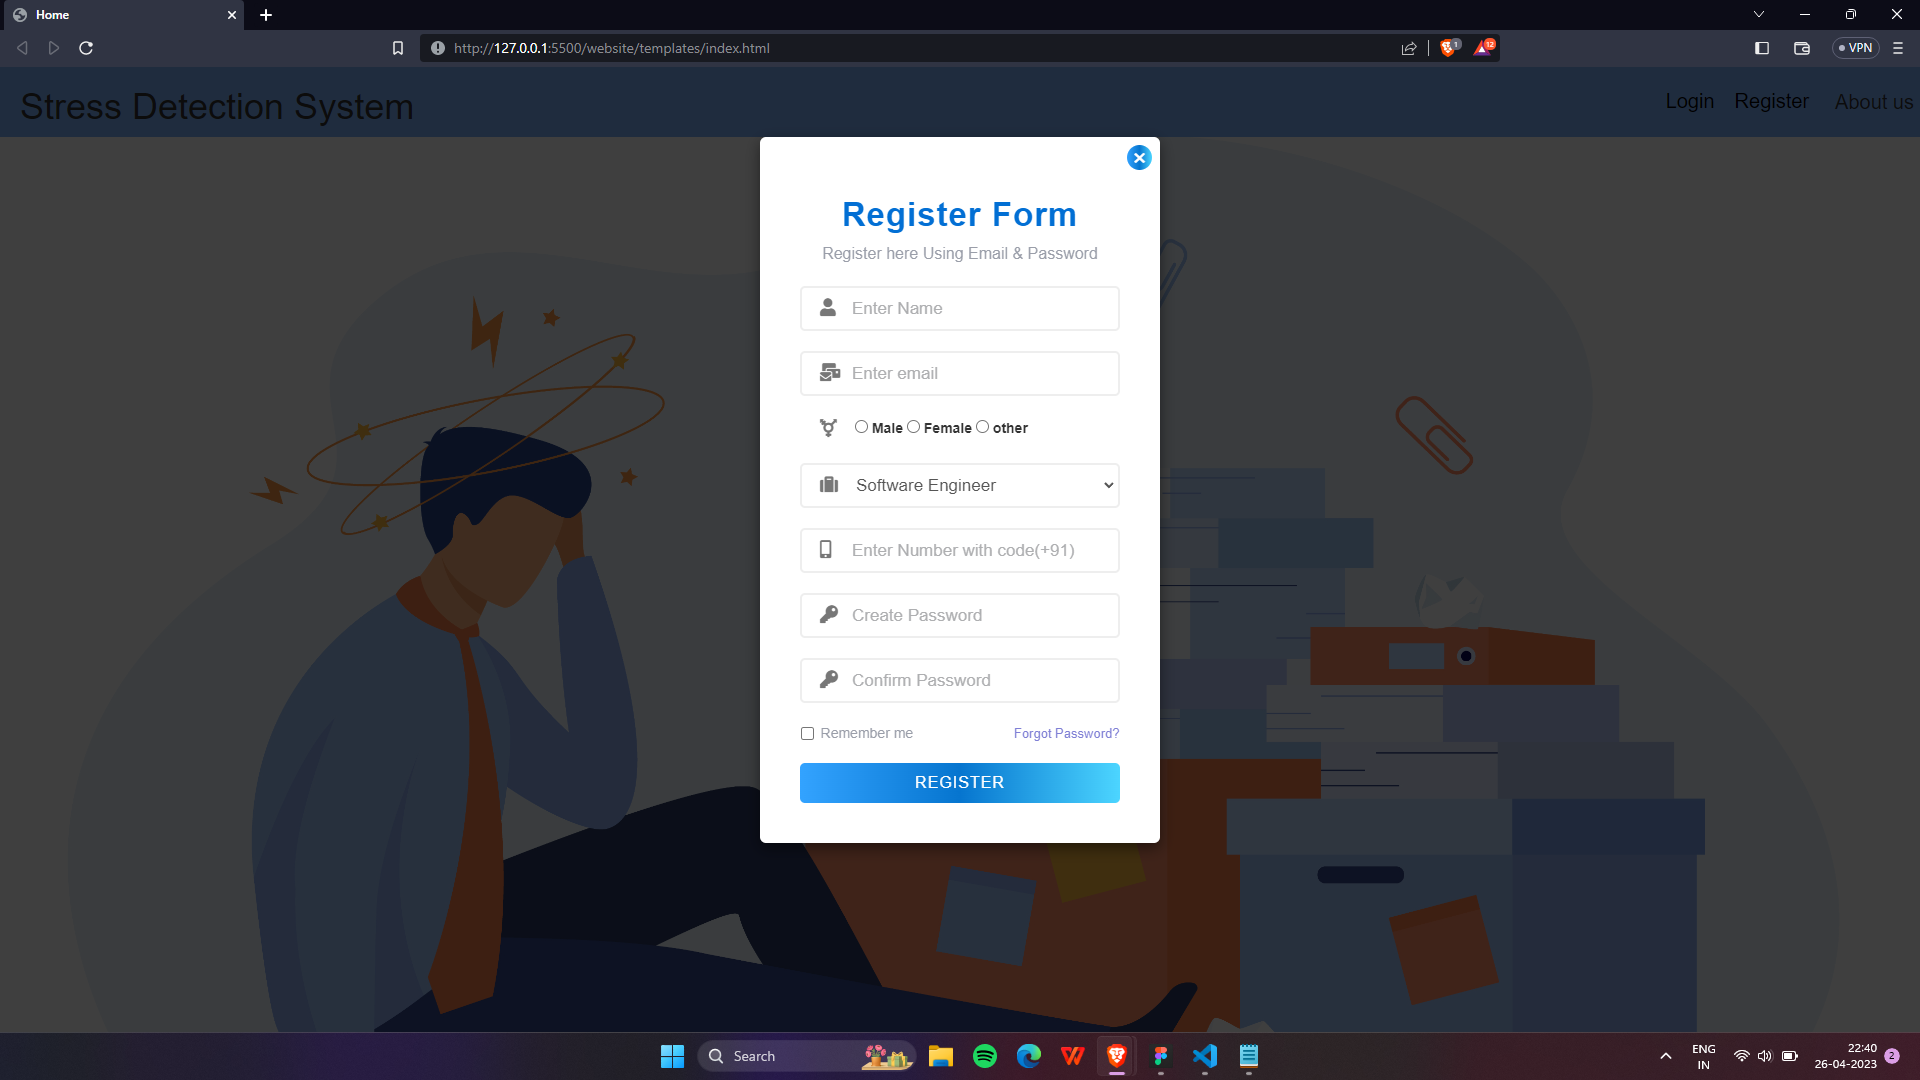 Home
http://127.0.0.1:5500/website/templates/index.html
1
12
VPN
Stress Detection System
Login
Register
About us
Register Form
Register here Using Email & Password
Enter Name
Enter email
Male Female other
Software Engineer
Enter Number with code(+91)
Create Password
Confirm Password
Remember me
Forgot Password?
REGISTER
Search
ENG
IN
22:40
26-04-2023
2